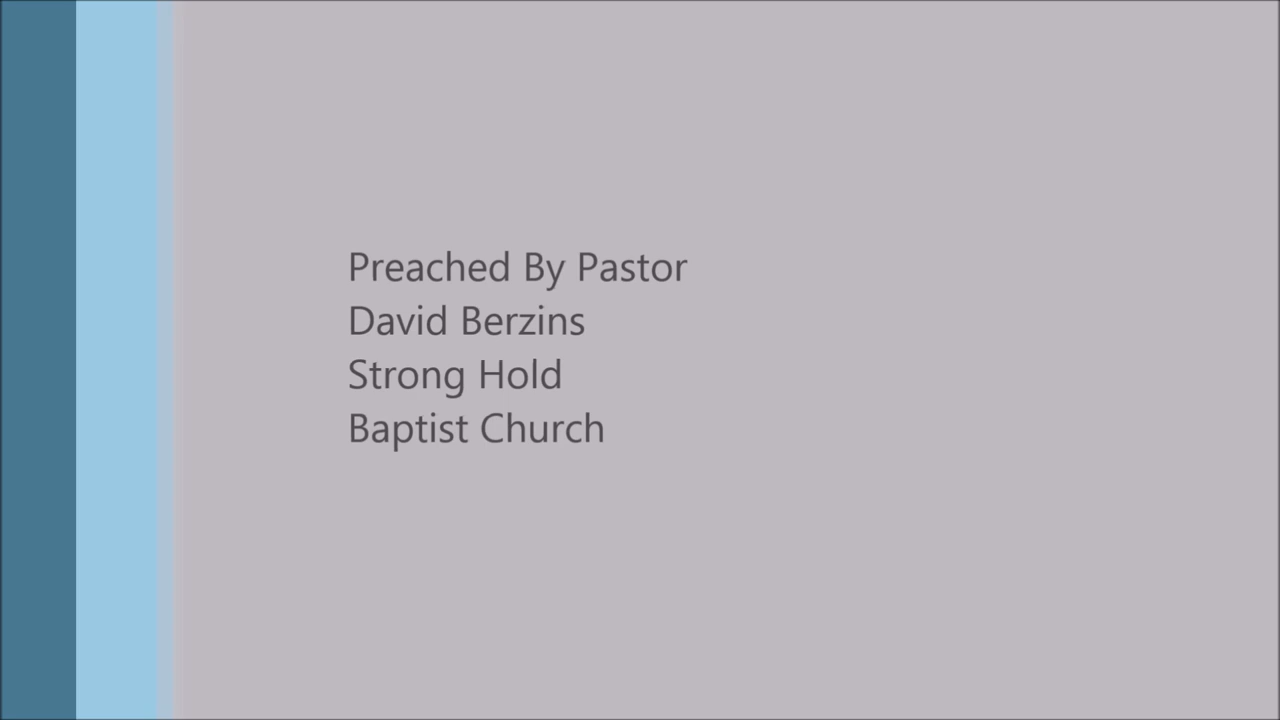 Preached By Pastor
David Berzins
Strong Hold
Baptist Church